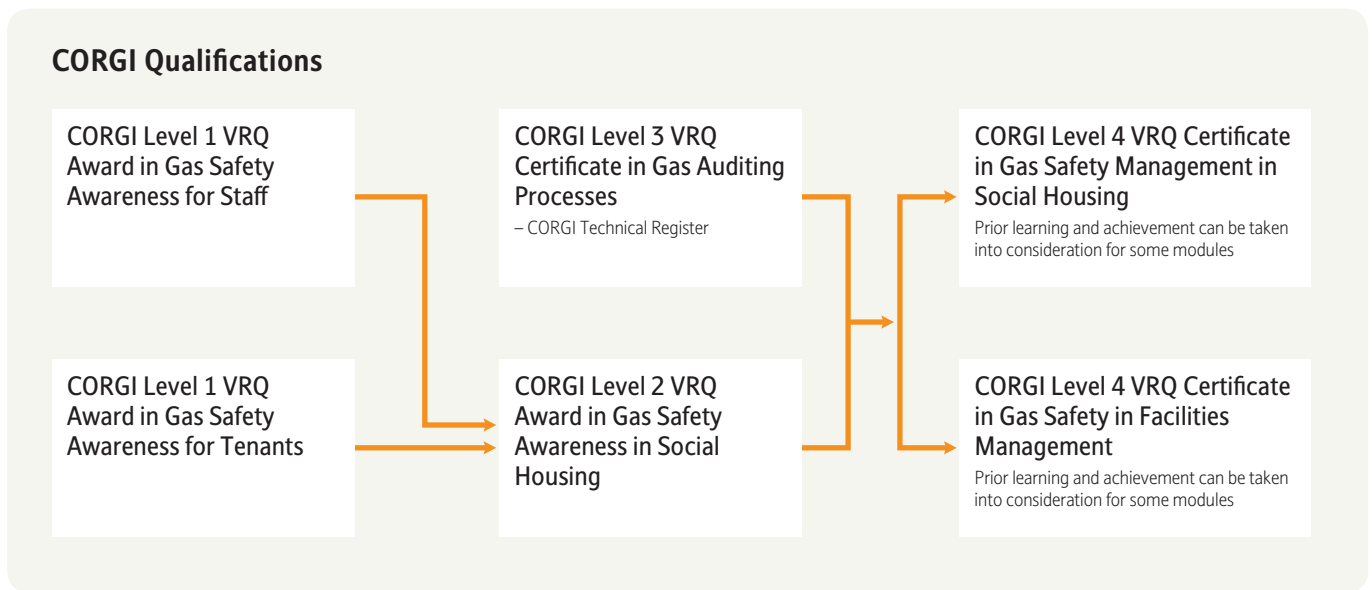 CORGI Qualifications
CORGI Level 1 VRQ
Award in Gas Safety
Awareness for Staff
CORGI Level 3 VRQ
Certificate in Gas Auditing
Processes
– CORGI Technical Register
CORGI Level 4 VRQ Certificate
in Gas Safety Management in
Social Housing
Prior learning and achievement can be taken
into consideration for some modules
CORGI Level 1 VRQ
Award in Gas Safety
Awareness for Tenants
CORGI Level 2 VRQ
Award in Gas Safety
Awareness in Social
Housing
CORGI Level 4 VRQ Certificate
in Gas Safety in Facilities
Management
Prior learning and achievement can be taken
into consideration for some modules